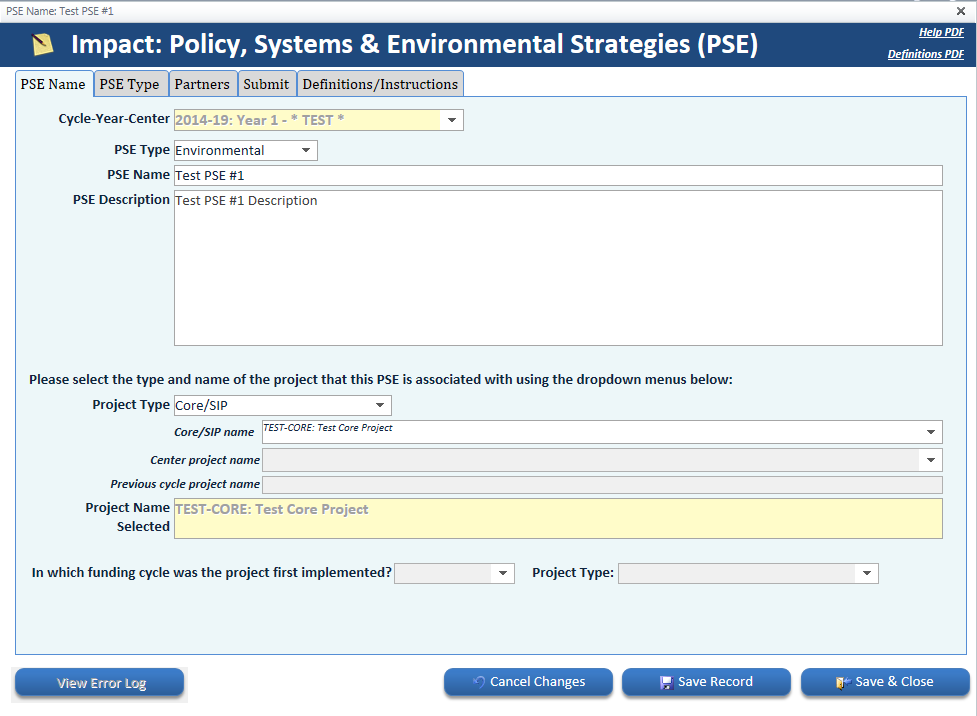 PSE Name: Test PSE #1
Impact: Policy, Systems & Environmental Strategies (PSE)
Help PDF
Definitions PDF
PSE Name PSE Type Partners Submit Definitions/Instructions
Cycle-Year-Center 2014-19: Year 1 - * TEST *
PSE Type Environmental
PSE Name Test PSE #1
PSE Description Test PSE #1 Description
Please select the type and name of the project that this PSE is associated with using the dropdown menus below:
Project Type Core/SIP
Core/SIP name TEST-CORE: Test Core Project
Center project name
Previous cycle project name
Project Name Selected TEST-CORE: Test Core Project
In which funding cycle was the project first implemented? Project Type:
View Error Log Cancel Changes Save Record Save & Close